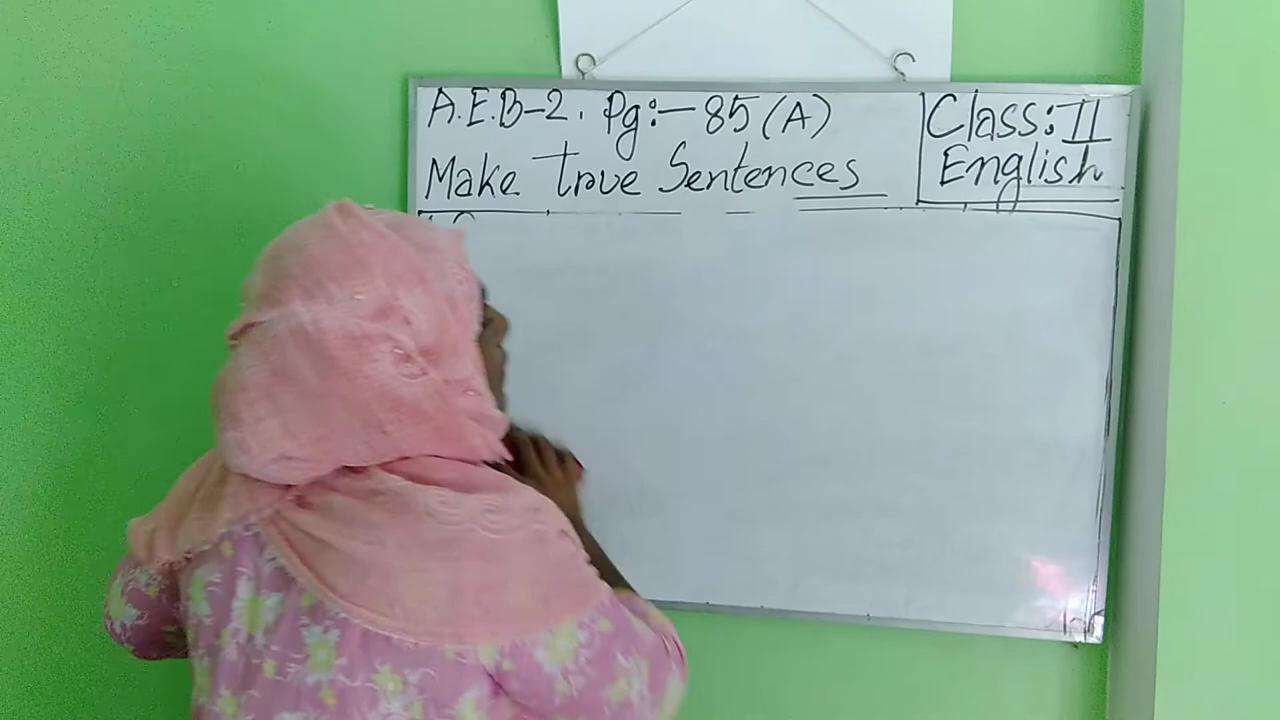 A.E.B-2. Pg:- 85 (A)
Make true Sentences
Class: II
English